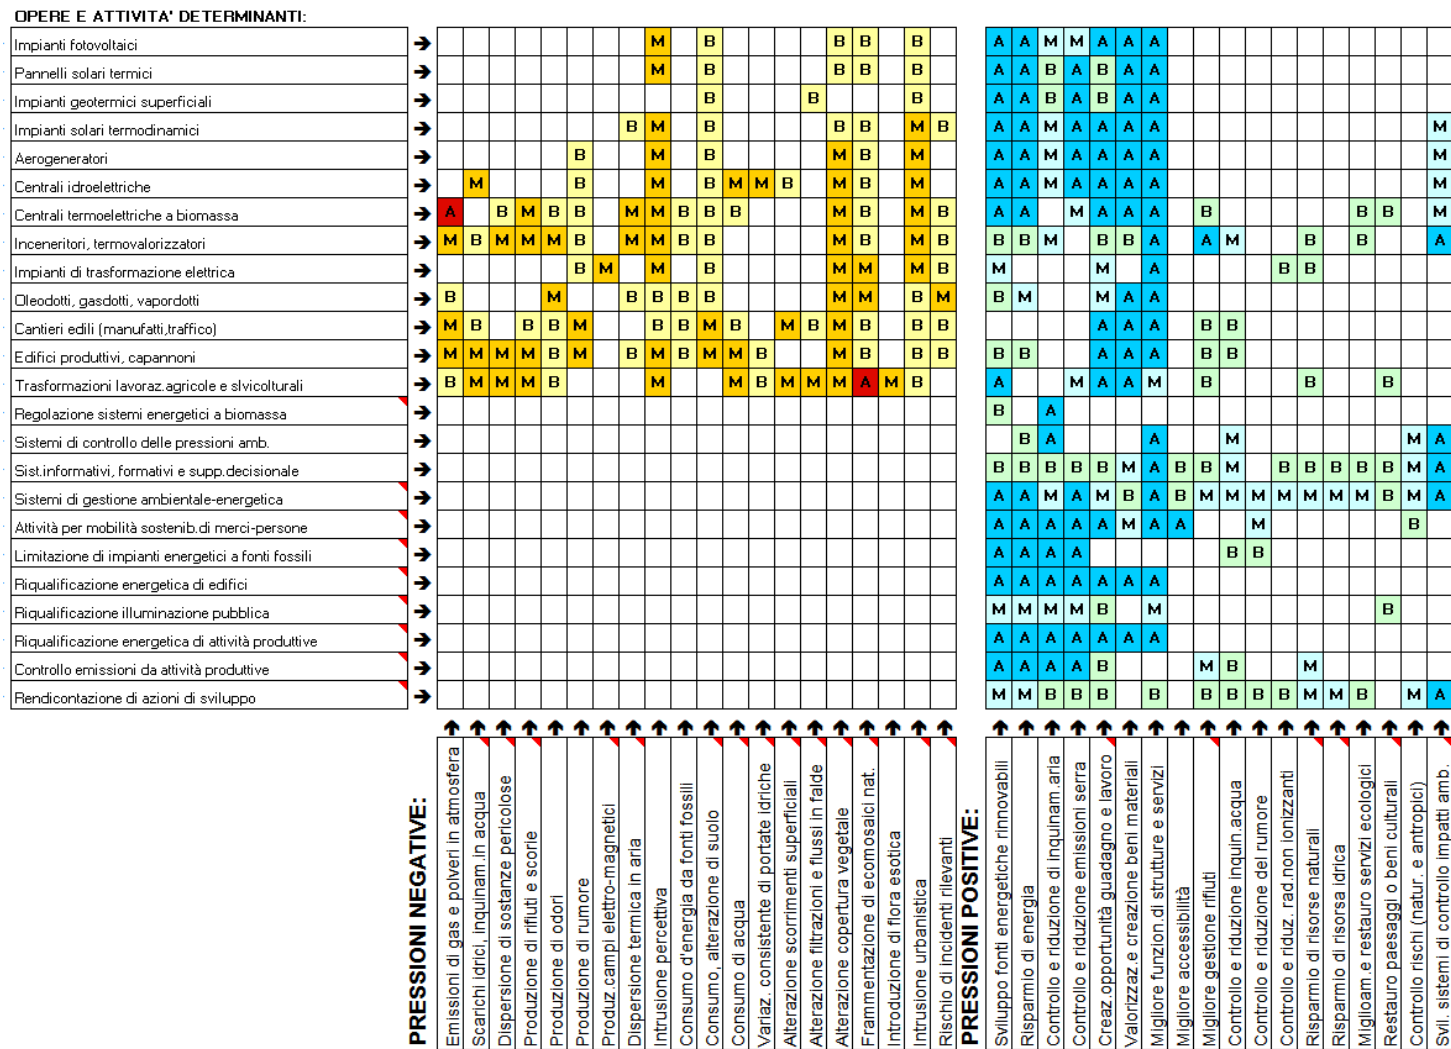 OPERE E ATTIVITA' DETERMINANTI:
Impianti fotovoltaici M B B B B A A M M A A A
Pannelli solari termici M B B B B A A B A B A A
Impianti geotermici superficiali B B B A A B A B A A
Impianti solari termodinamici B M B B B M B A A M A A A A M
Aerogeneratori B M B M B M A A M A A A A M
Centrali idroelettriche M B M B M M B M B M A A M A A A A M
Centrali termoelettriche a biomassa A B M B B M M B B B M B M B A A M A A A B B B M
Inceneritori, termovalorizzatori M B M M M B M M B B M B M B B B M B B A A M B B A
Impianti di trasformazione elettrica B M M B M M M B M M A B B
Oleodotti, gasdotti, vapordotti B M B B B B M M B M B M M A A
Cantieri edili (manufatti,traffico) M B B B M B B M B M B M B B B A A A B B
Edifici produttivi, capannoni M M M M B M B M B M M B M B B B B B A A A B B
Trasformazioni lavoraz.agricole e slvicolturali B M M M B M M B M M M A M B A M A A M B B B
Regolazione sistemi energetici a biomassa B A
Sistemi di controllo delle pressioni amb. B A A M M A
Sist.informativi, formativi e supp.decisionale B B B B B M A B B M B B B B B M A
Sistemi di gestione ambientale-energetica A A M A M B A B M M M M M M M B M A
Attività per mobilità sostenib.di merci-persone A A A A A M A A M B
Limitazione di impianti energetici a fonti fossili A A A A B B
Riqualificazione energetica di edifici A A A A A A A
Riqualificazione illuminazione pubblica M M M M B M B
Riqualificazione energetica di attività produttive A A A A A A A
Controllo emissioni da attività produttive A A A A B M B M
Rendicontazione di azioni di sviluppo M M B B B B B B B B M M B M A
PRESSIONI NEGATIVE:
Emissioni di gas e polveri in atmosfera
Scarichi idrici, inquinam.in acqua
Dispersione di sostanze pericolose
Produzione di rifiuti e scorie
Produzione di odori
Produzione di rumore
Produz.campi elettro-magnetici
Dispersione termica in aria
Intrusione percettiva
Consumo d'energia da fonti fossili
Consumo, alterazione di suolo
Consumo di acqua
Variaz. consistente di portate idriche
Alterazione scorrimenti superficiali
Alterazione filtrazioni e flussi in falde
Alterazione copertura vegetale
Frammentazione di ecomosaici nat.
Introduzione di flora esotica
Intrusione urbanistica
Rischio di incidenti rilevanti
PRESSIONI POSITIVE:
Sviluppo fonti energetiche rinnovabili
Risparmio di energia
Controllo e riduzione di inquinam.aria
Controllo e riduzione emissioni serra
Creaz.opportunità guadagno e lavoro
Valorizzaz.e creazione beni materiali
Migliore funzion.di strutture e servizi
Migliore accessibilità
Migliore gestione rifiuti
Controllo e riduzione inquin.acqua
Controllo e riduzione del rumore
Controllo e riduz. rad.non ionizzanti
Risparmio di risorse naturali
Risparmio di risorsa idrica
Miglioam.e restauro servizi ecologici
Restauro paesaggi o beni culturali
Controllo rischi (natur. e antropici)
Svil. sistemi di controllo impatti amb.